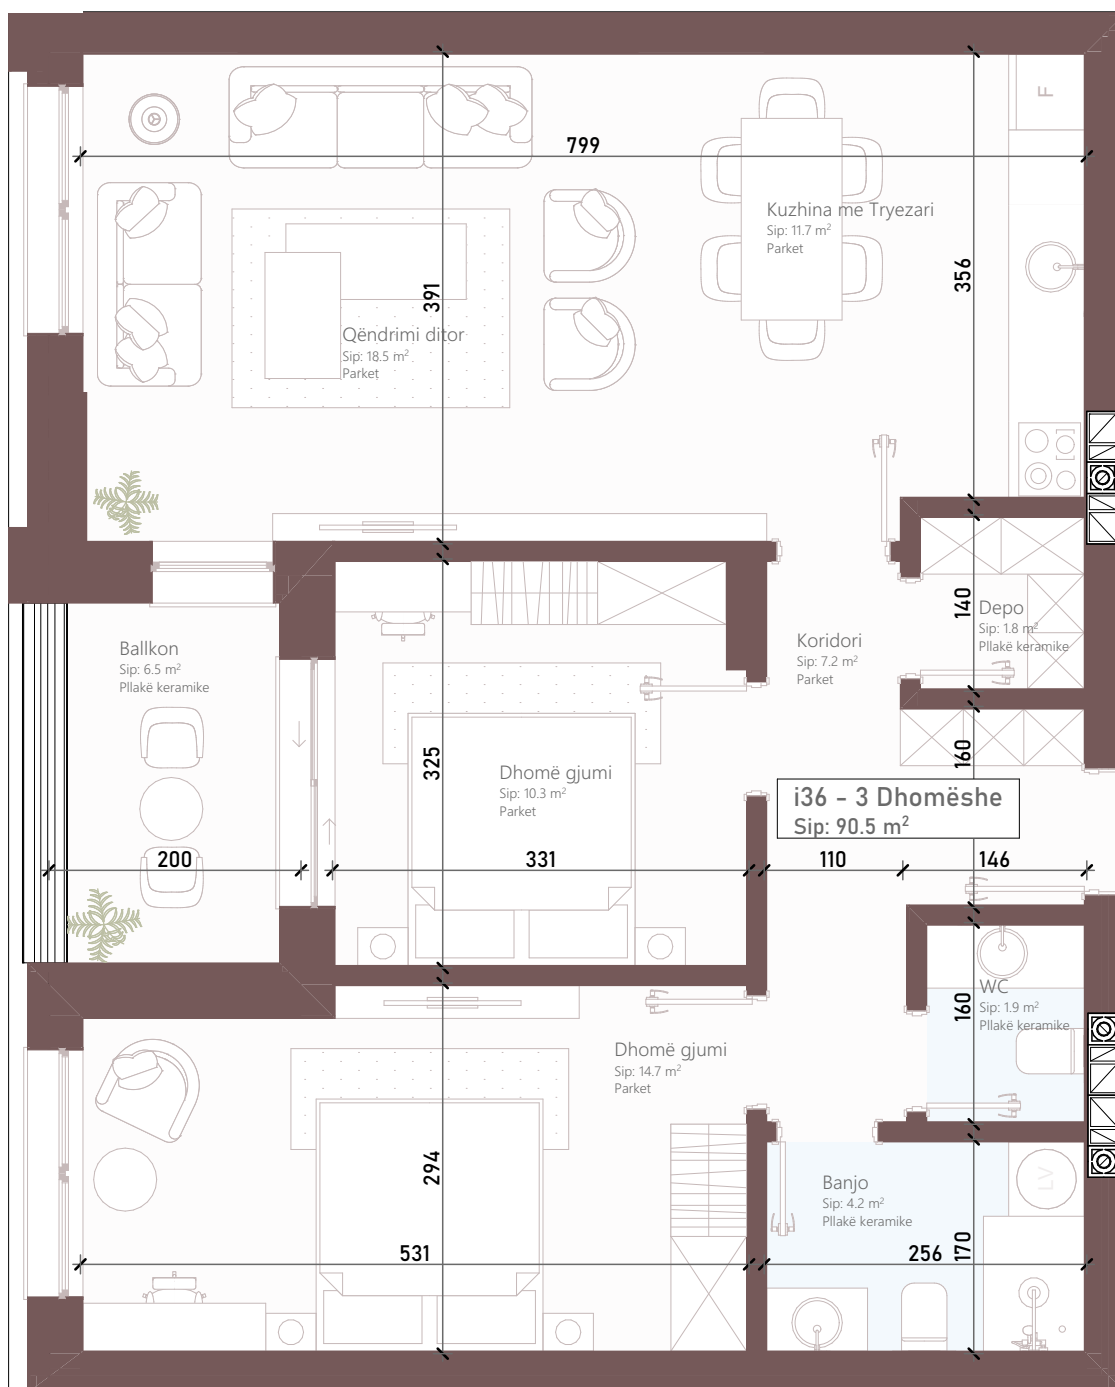 F
799
Kuzhina me Tryezari
Sip: 11.7 m²
Parket
356
391
Qëndrimi ditor
Sip: 18.5 m²
Parket
140
Depo
Sip: 1.8 m²
Pllakë keramike
Koridori
Sip: 7.2 m²
Parket
Ballkon
Sip: 6.5 m²
Pllakë keramike
325
160
Dhomë gjumi
Sip: 10.3 m²
Parket
i36 - 3 Dhomëshe
Sip: 90.5 m²
200
331
110
146
WC
Sip: 1.9 m²
Pllakë keramike
160
Dhomë gjumi
Sip: 14.7 m²
Parket
294
LV
Banjo
Sip: 4.2 m²
Pllakë keramike
531
256
170